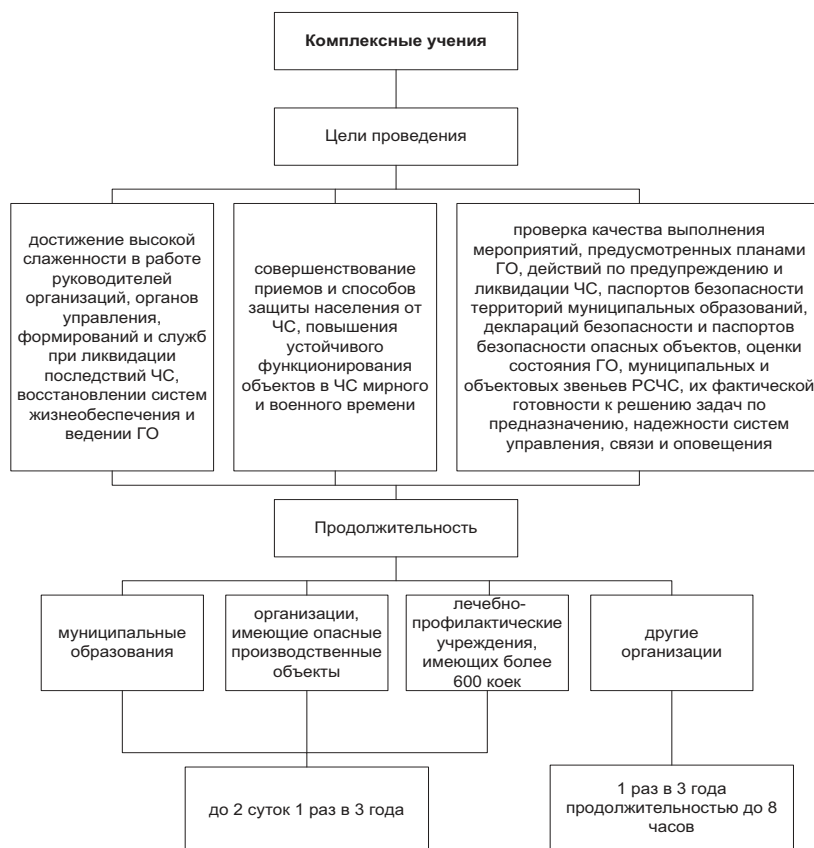 Комплексные учения
Цели проведения
достижение высокой
слаженности в работе
руководителей
организаций, органов
управления,
формирований и служб
при ликвидации
последствий ЧС,
восстановлении систем
жизнеобеспечения и
ведении ГО
совершенствование
приемов и способов
защиты населения от
ЧС, повышения
устойчивого
функционирования
объектов в ЧС мирного
и военного времени
проверка качества выполнения
мероприятий, предусмотренных планами
ГО, действий по предупреждению и
ликвидации ЧС, паспортов безопасности
территорий муниципальных образований,
деклараций безопасности и паспортов
безопасности опасных объектов, оценки
состояния ГО, муниципальных и
объектовых звеньев РСЧС, их фактической
готовности к решению задач по
предназначению, надежности систем
управления, связи и оповещения
Продолжительность
муниципальные
образования
организации,
имеющие опасные
производственные
объекты
лечебно-
профилактические
учреждения,
имеющих более
600 коек
другие
организации
до 2 суток 1 раз в 3 года
1 раз в 3 года
продолжительностью до 8
часов